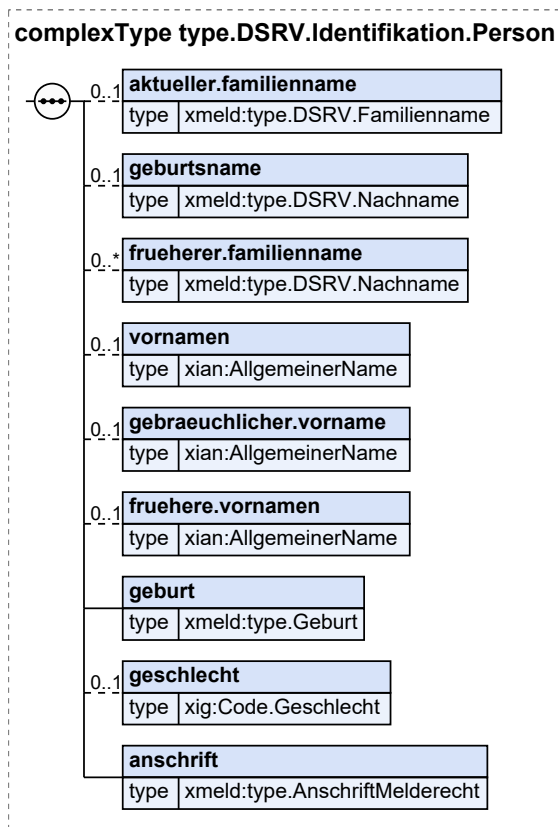 complexType type.DSRV.Identifikation.Person
0..1 aktueller.familienname
type xmeld:type.DSRV.Familienname
0..1 geburtsname
type xmeld:type.DSRV.Nachname
0..* frueherer.familienname
type xmeld:type.DSRV.Nachname
0..1 vornamen
type xian:AllgemeinerName
0..1 gebraeuchlicher.vorname
type xian:AllgemeinerName
0..1 fruehere.vornamen
type xian:AllgemeinerName
geburt
type xmeld:type.Geburt
0..1 geschlecht
type xig:Code.Geschlecht
anschrift
type xmeld:type.AnschriftMelderecht